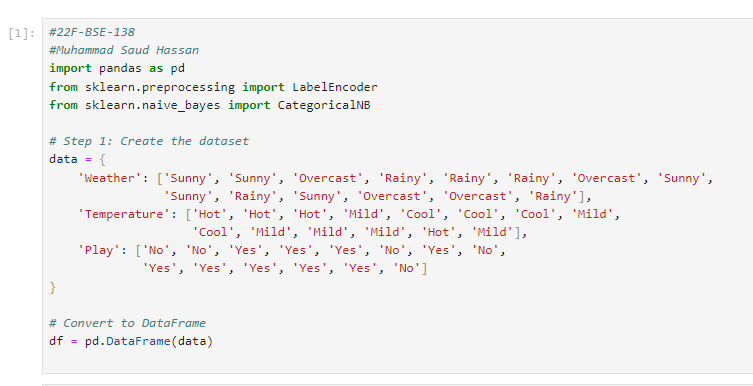 [1]: #22F-BSE-138
#Muhammad Saud Hassan
import pandas as pd
from sklearn.preprocessing import LabelEncoder
from sklearn.naive_bayes import CategoricalNB
# Step 1: Create the dataset
data = {
'Weather': ['Sunny', 'Sunny', 'Overcast', 'Rainy', 'Rainy', 'Rainy', 'Overcast', 'Sunny',
'Sunny', 'Rainy', 'Sunny', 'Overcast', 'Overcast', 'Rainy'],
'Temperature': ['Hot', 'Hot', 'Hot', 'Mild', 'Cool', 'Cool', 'Cool', 'Mild',
'Cool', 'Mild', 'Mild', 'Mild', 'Hot', 'Mild'],
'Play': ['No', 'No', 'Yes', 'Yes', 'Yes', 'No', 'Yes', 'No',
'Yes', 'Yes', 'Yes', 'Yes', 'Yes', 'No']
}
# Convert to DataFrame
df = pd.DataFrame(data)